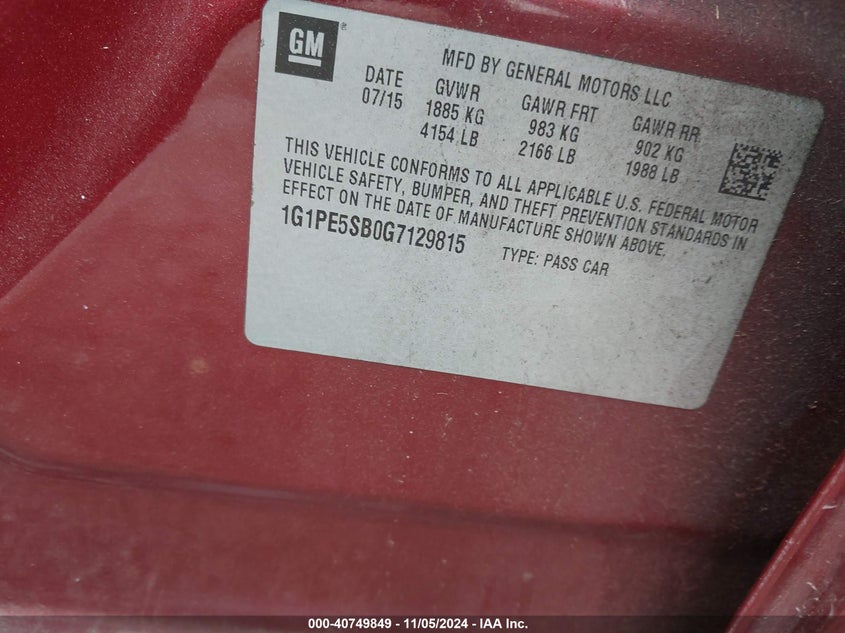 GM
MFD BY GENERAL MOTORS LLC
DATE GVWR GAWR FRT GAWR RR
07/15 1885 KG 983 KG 902 KG
4154 LB 2166 LB 1988 LB
THIS VEHICLE CONFORMS TO ALL APPLICABLE U.S. FEDERAL MOTOR
VEHICLE SAFETY, BUMPER, AND THEFT PREVENTION STANDARDS IN
EFFECT ON THE DATE OF MANUFACTURE SHOWN ABOVE.
1G1PE5SB0G7129815 TYPE: PASS CAR
000-40749849 - 11/05/2024 - IAA Inc.